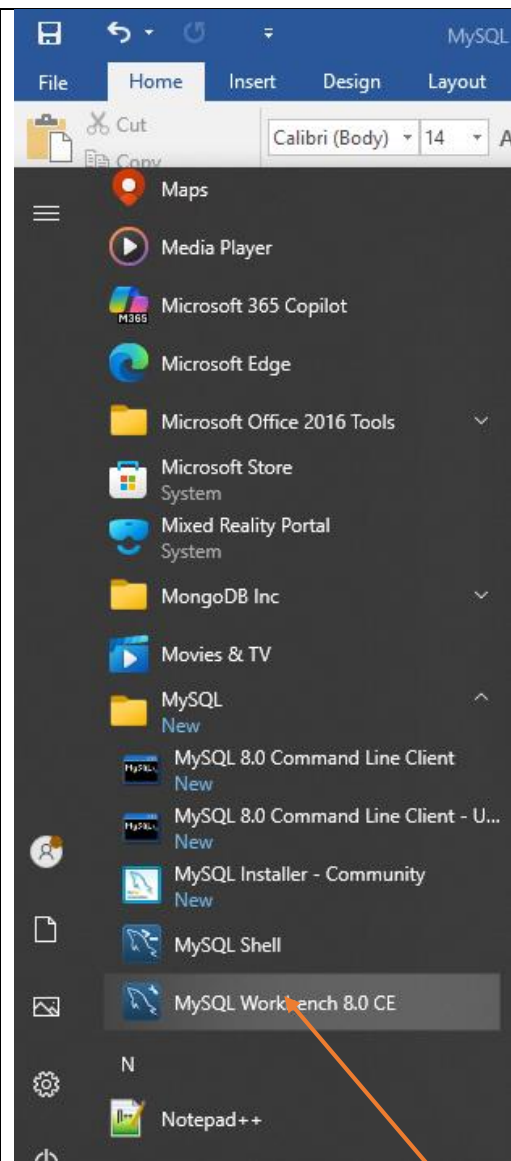 MySQL
File Home Insert Design Layout
Cut
Calibri (Body) 14 A
Copy
Maps
Media Player
M365
Microsoft 365 Copilot
Microsoft Edge
Microsoft Office 2016 Tools
Microsoft Store
System
Mixed Reality Portal
System
MongoDB Inc
Movies & TV
MySQL
New
MySQL 8.0 Command Line Client
New
MySQL 8.0 Command Line Client - U...
New
MySQL Installer - Community
New
MySQL Shell
MySQL Workbench 8.0 CE
N
Notepad++